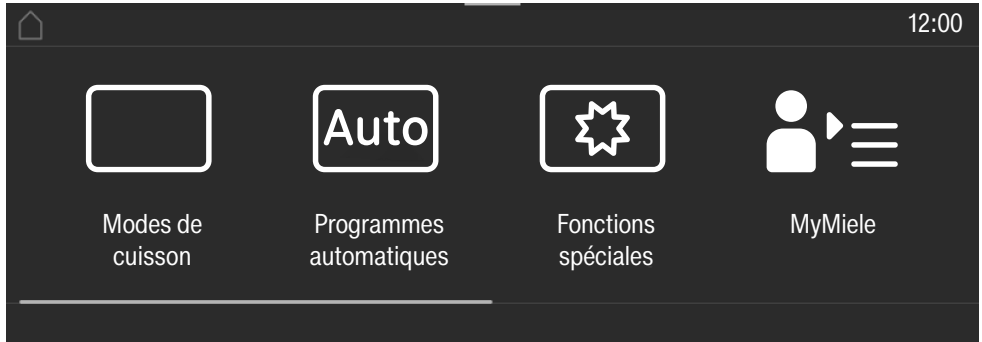 12:00
Auto
Modes de
cuisson
Programmes
automatiques
Fonctions
spéciales
MyMiele